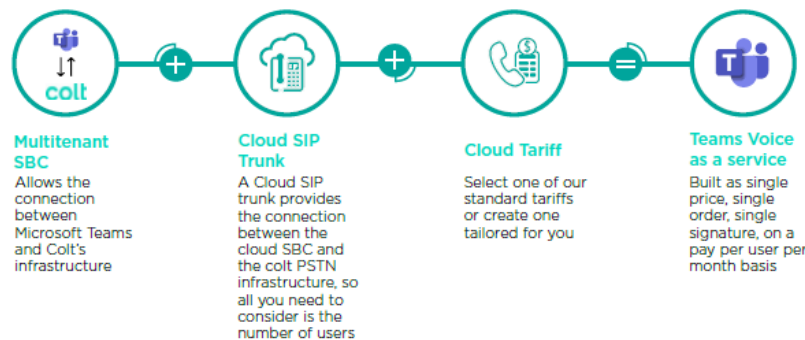 colt
Multitenant
SBC
Allows the
connection
between
Microsoft Teams
and Colt's
infrastructure
Cloud SIP
Trunk
A Cloud SIP
trunk provides
the connection
between the
cloud SBC and
the colt PSTN
infrastructure, so
all you need to
consider is the
number of users
Cloud Tariff
Select one of our
standard tariffs
or create one
tailored for you
T
Teams Voice
as a service
Built as single
price, single
order, single
signature, on a
pay per user per
month basis